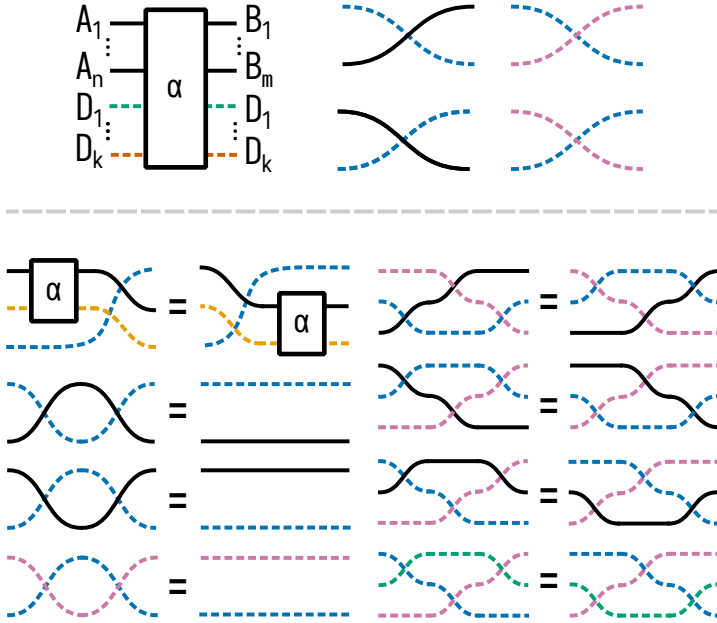 A₁ B₁
⋮ ⋮
Aₙ Bₘ
α
D₁ D₁
⋮ ⋮
Dₖ Dₖ
α = α =
= =
= =
= =